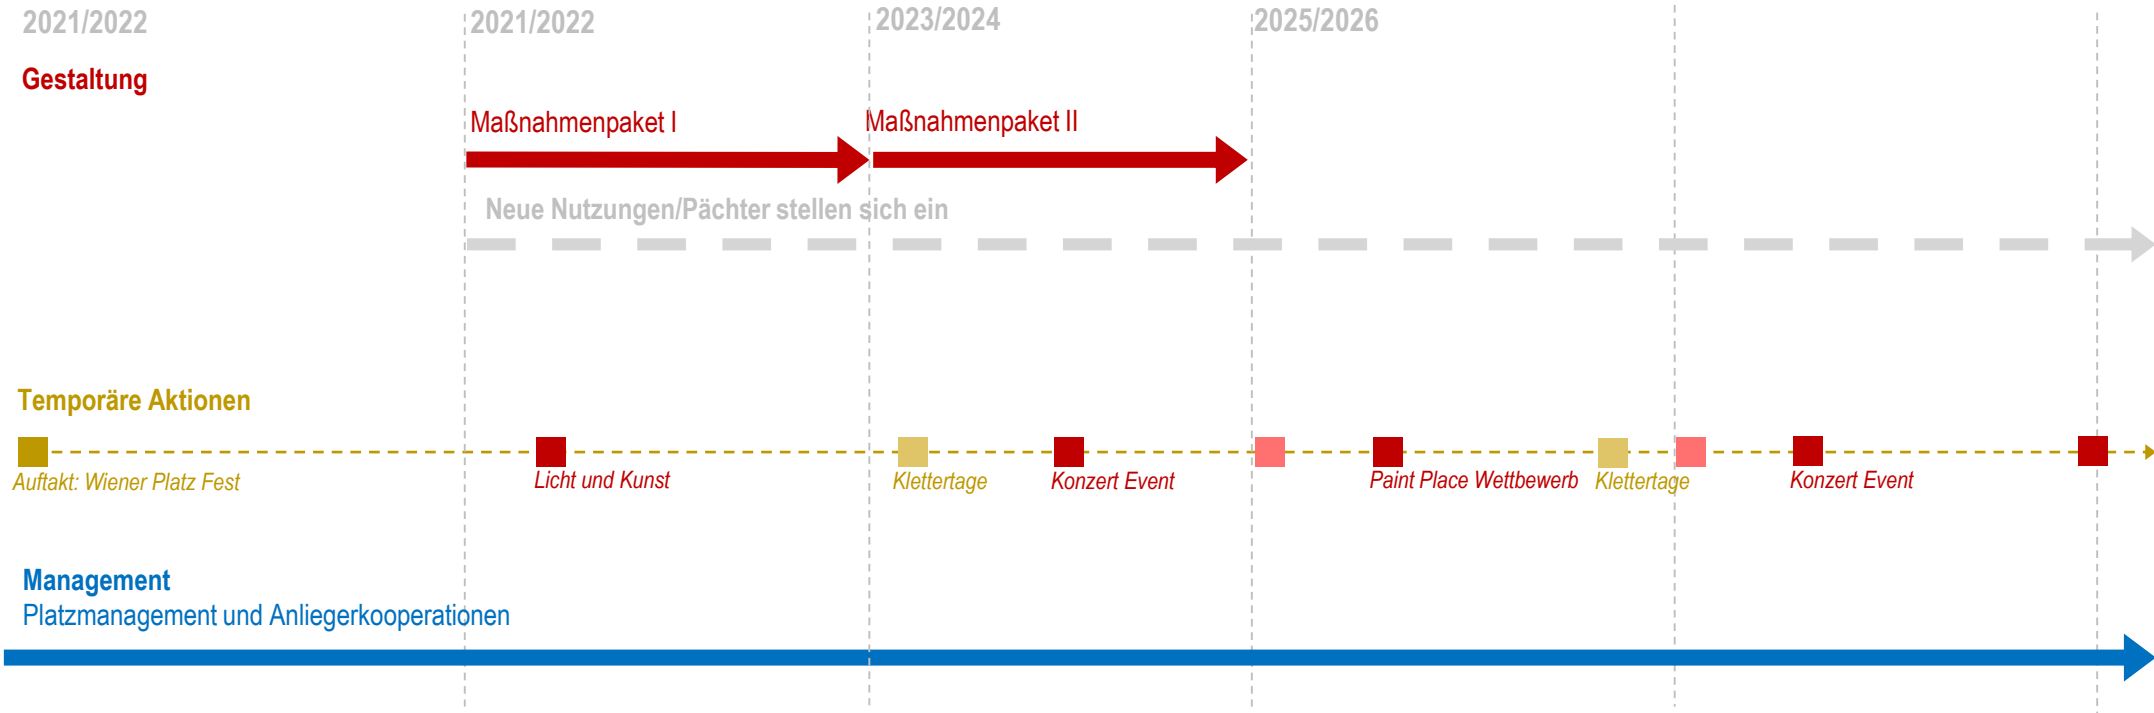 2021/2022
2021/2022
2023/2024
2025/2026
Gestaltung
Maßnahmenpaket I
Maßnahmenpaket II
Neue Nutzungen/Pächter stellen sich ein
Temporäre Aktionen
Auftakt: Wiener Platz Fest
Licht und Kunst
Klettertage
Konzert Event
Paint Place Wettbewerb
Klettertage
Konzert Event
Management
Platzmanagement und Anliegerkooperationen